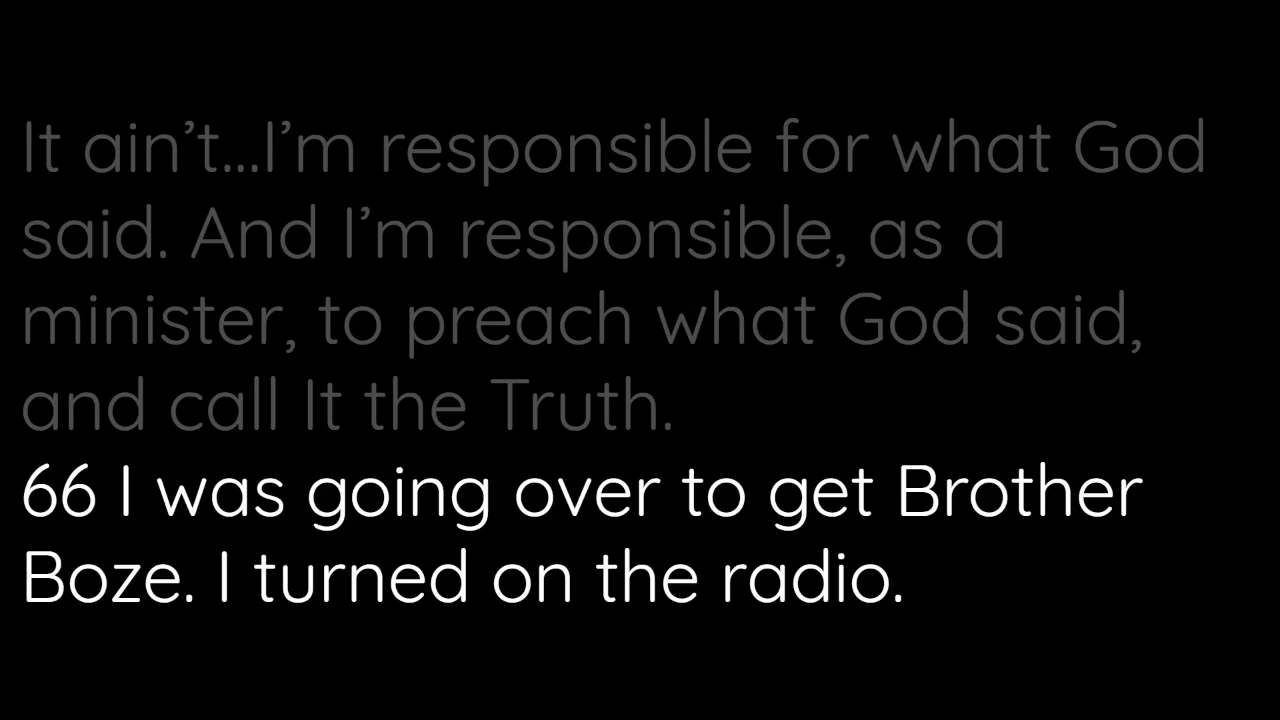 It ain’t...I’m responsible for what God
said. And I’m responsible, as a
minister, to preach what God said,
and call It the Truth.
66 I was going over to get Brother
Boze. I turned on the radio.